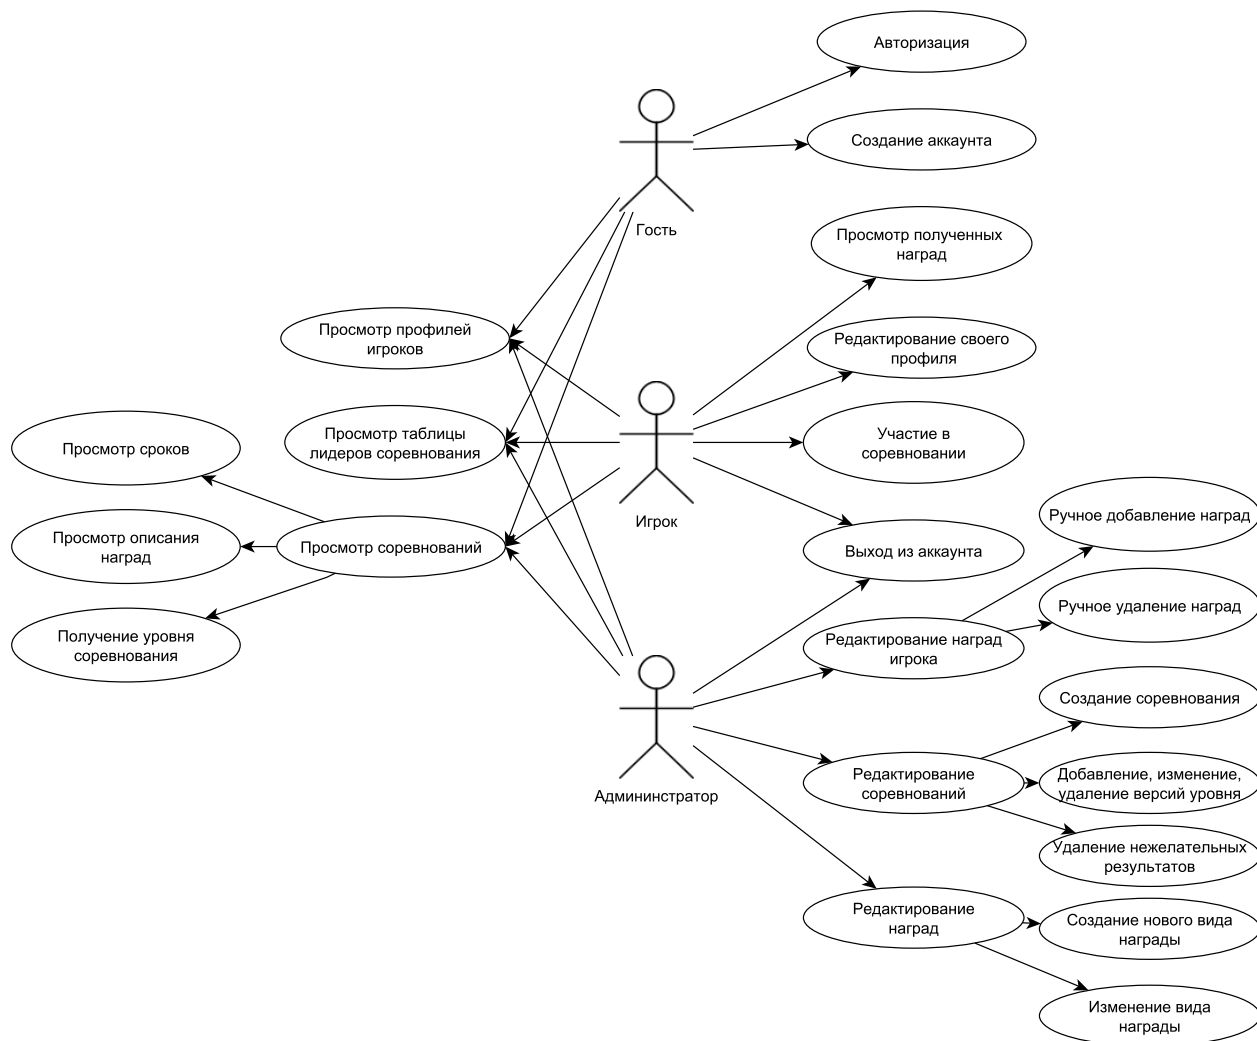 Авторизация
Создание аккаунта
Гость
Просмотр полученных
наград
Просмотр профилей
игроков
Редактирование своего
профиля
Просмотр сроков
Просмотр таблицы
лидеров соревнования
Участие в
соревновании
Игрок
Просмотр описания
наград
Просмотр соревнований
Выход из аккаунта
Ручное добавление наград
Получение уровня
соревнования
Редактирование наград
игрока
Ручное удаление наград
Админинстратор
Создание соревнования
Редактирование
соревнований
Добавление, изменение,
удаление версий уровня
Удаление нежелательных
результатов
Редактирование
наград
Создание нового вида
награды
Изменение вида
награды